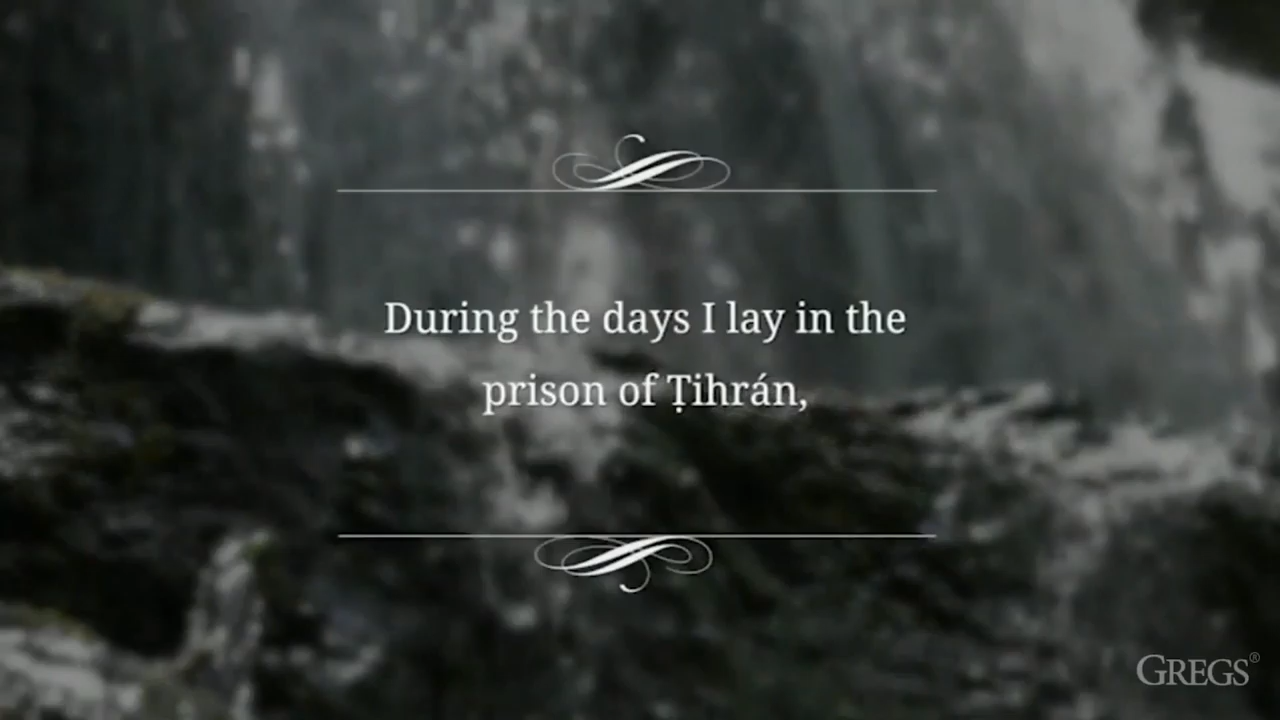 During the days I lay in the
prison of Ṭihrán,
GREGS®